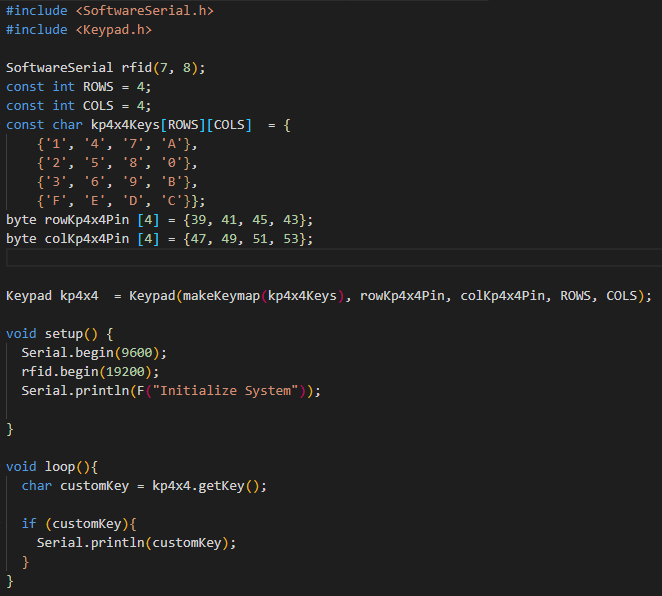 #include <SoftwareSerial.h>
#include <Keypad.h>

SoftwareSerial rfid(7, 8);
const int ROWS = 4;
const int COLS = 4;
const char kp4x4Keys[ROWS][COLS]  = {
    {'1', '4', '7', 'A'},
    {'2', '5', '8', '0'},
    {'3', '6', '9', 'B'},
    {'F', 'E', 'D', 'C'}};
byte rowKp4x4Pin [4] = {39, 41, 45, 43};
byte colKp4x4Pin [4] = {47, 49, 51, 53};


Keypad kp4x4  = Keypad(makeKeymap(kp4x4Keys), rowKp4x4Pin, colKp4x4Pin, ROWS, COLS);

void setup() {
  Serial.begin(9600);
  rfid.begin(19200);
  Serial.println(F("Initialize System"));

}

void loop(){
  char customKey = kp4x4.getKey();

  if (customKey){
    Serial.println(customKey);
  }
}